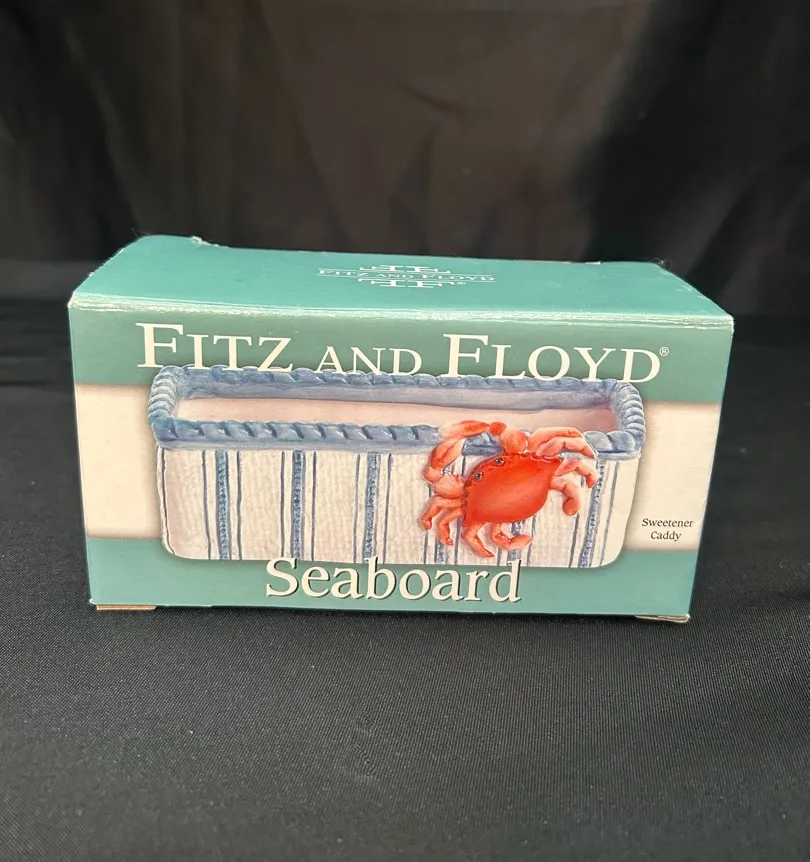 FITZ AND FLOYD®
FITZ AND FLOYD®
Sweetener
Caddy
Seaboard